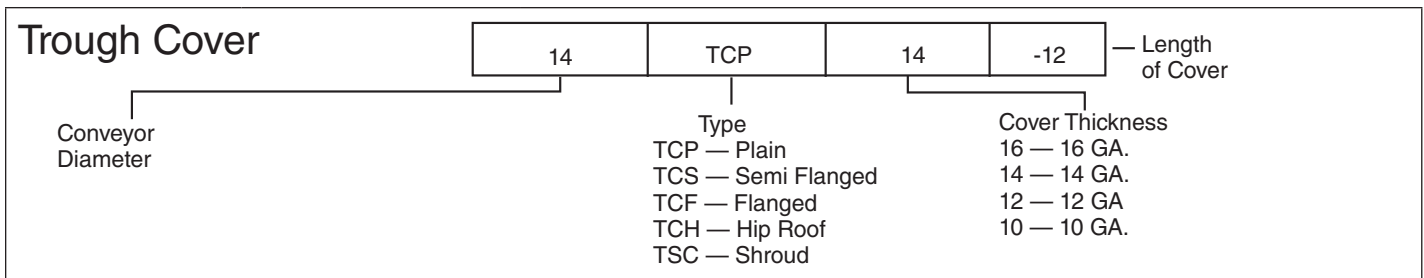 Trough Cover
14 TCP 14 -12 — Length
of Cover
Conveyor
Diameter
Type
TCP — Plain
TCS — Semi Flanged
TCF — Flanged
TCH — Hip Roof
TSC — Shroud
Cover Thickness
16 — 16 GA.
14 — 14 GA.
12 — 12 GA
10 — 10 GA.